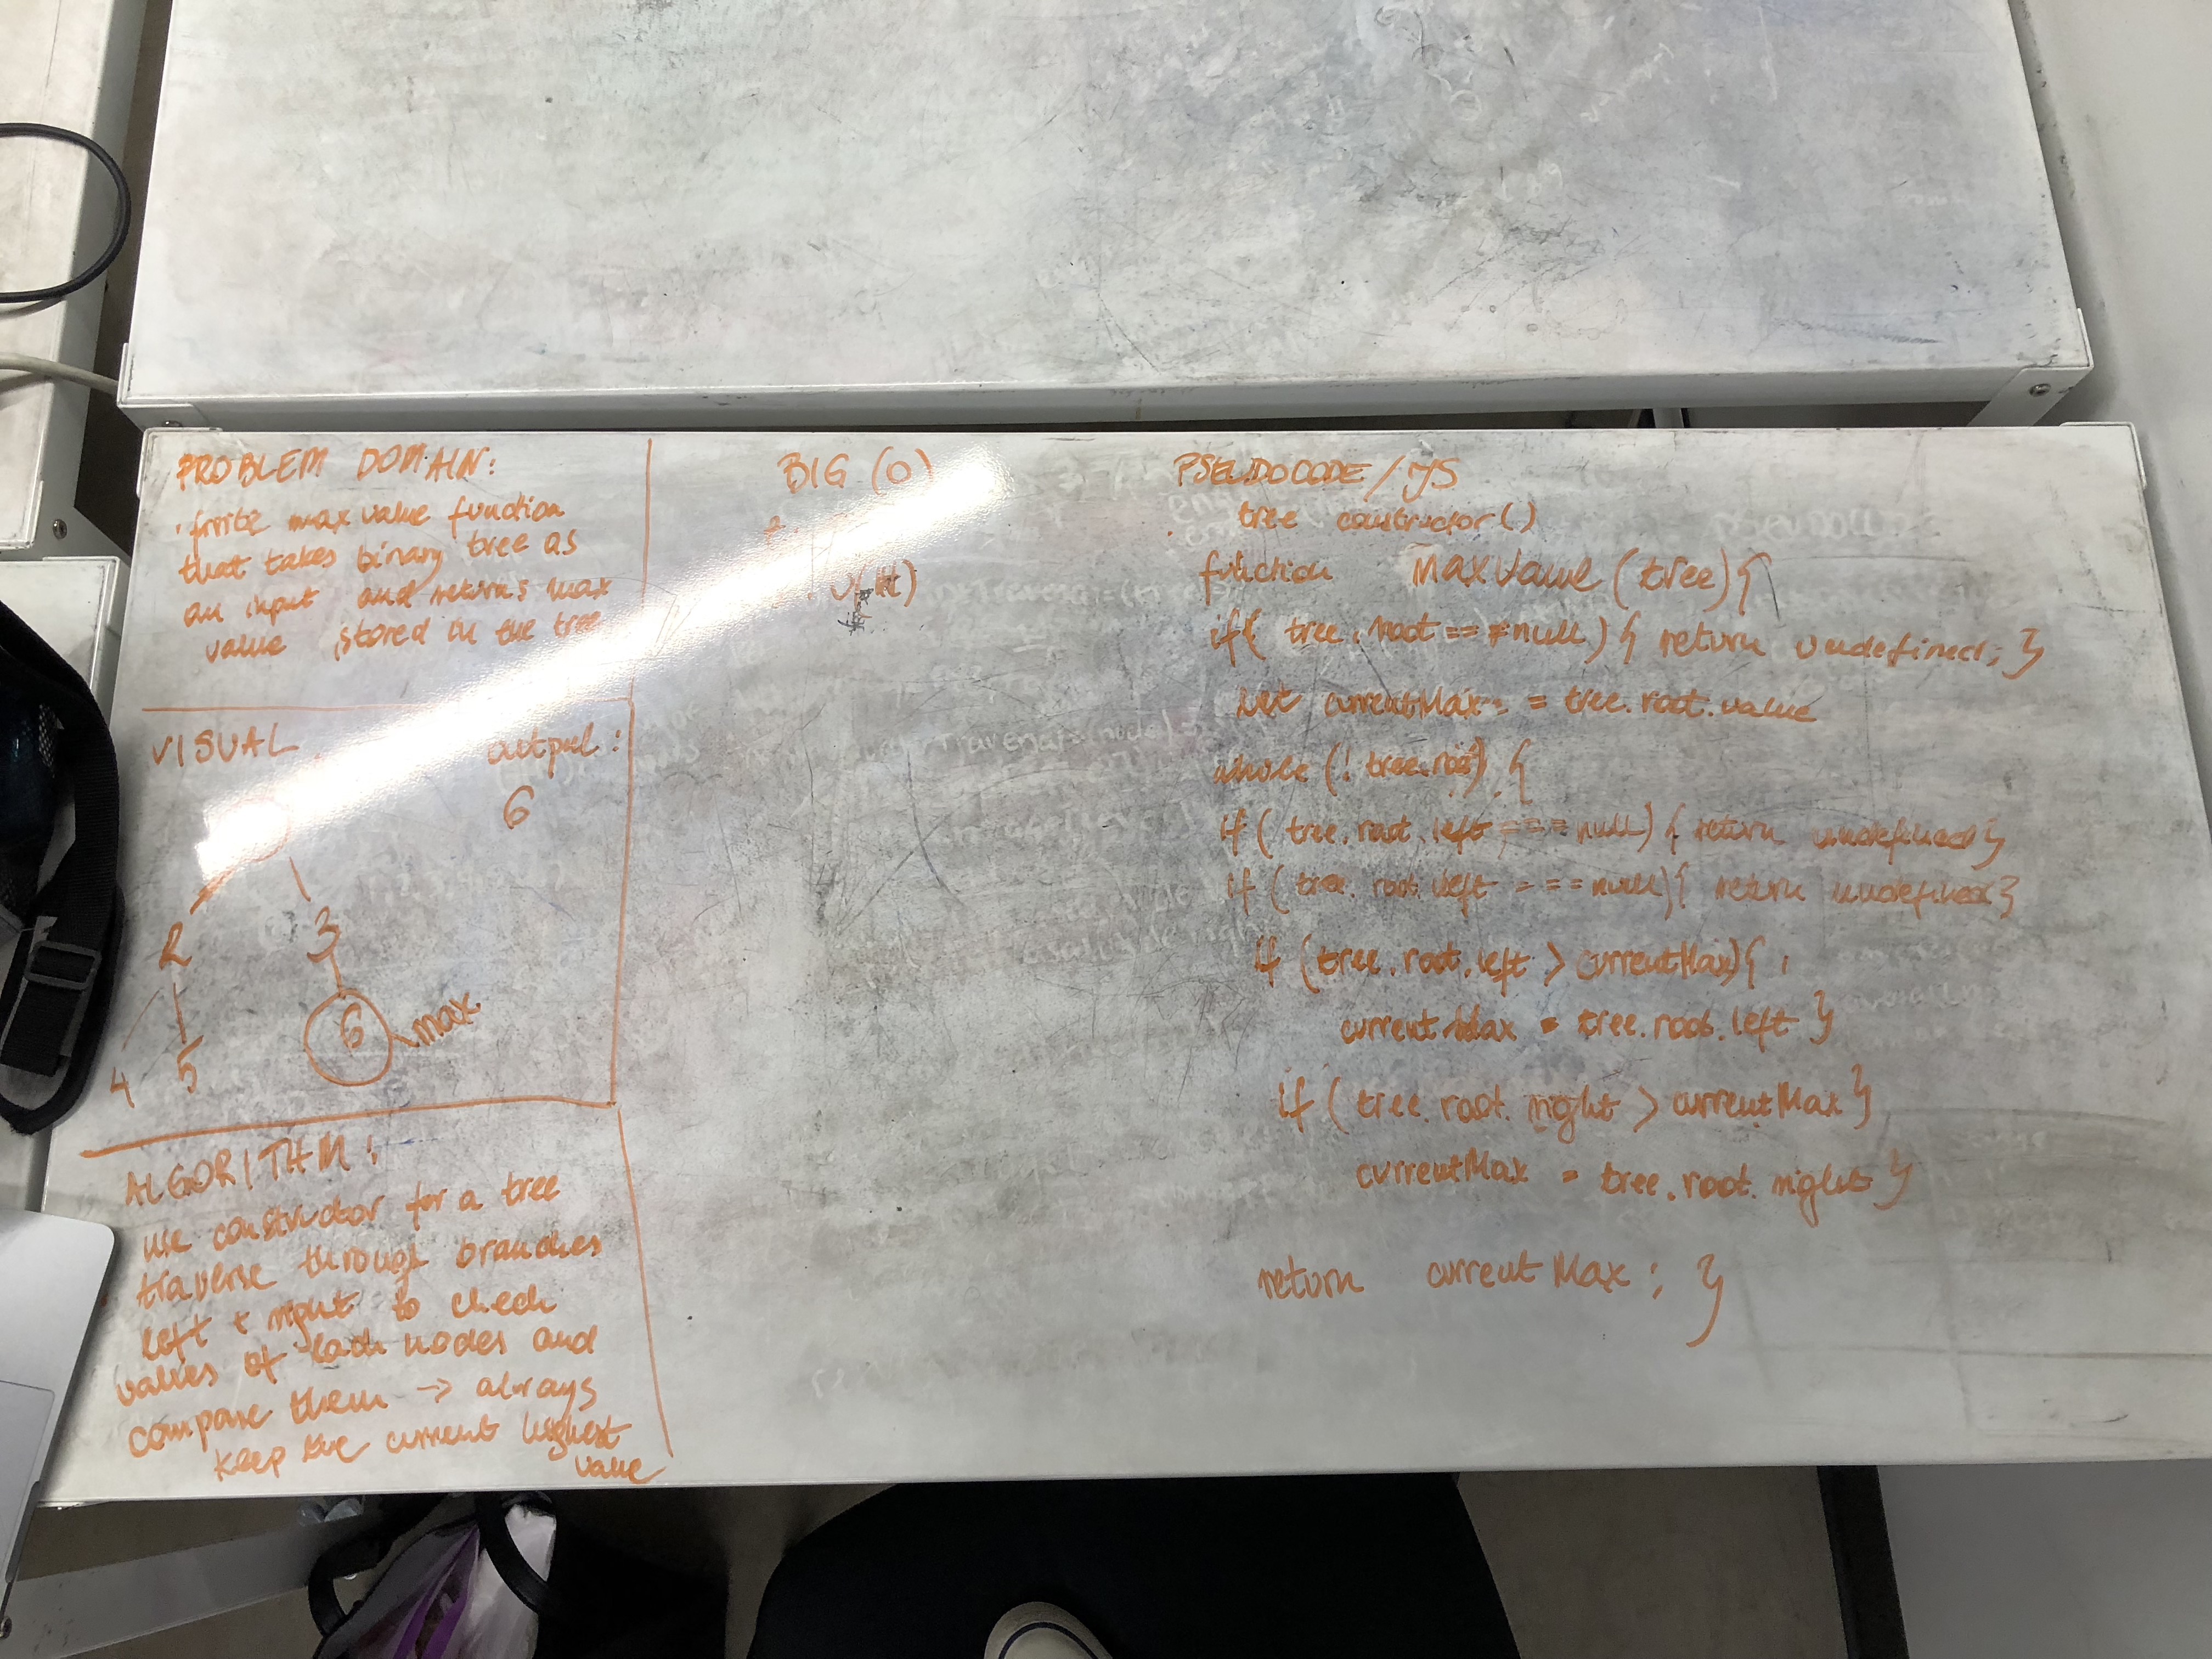 PROBLEM DOMAIN:
· write max value function
that takes binary tree as
an input and returns max
value stored in the tree
VISUAL
output:
6
2
3
4
5
6
max
ALGORITHM:
use constructor for a tree
traverse through branches
left + right to check
values of each nodes and
compare them → always
keep the current highest
value
BIG (O)
PSEUDOCODE / JS
tree constructor()
function maxValue (tree) {
if ( tree.root === null ) { return undefined; }
let currentMax = tree.root.value
while (! tree.root) {
if ( tree.root.left === null) { return undefined }
if ( tree.root.left === null) { return undefined }
if (tree.root.left > currentMax) {
currentMax = tree.root.left }
if ( tree.root.right > currentMax }
currentMax = tree.root.right }
return currentMax ; }